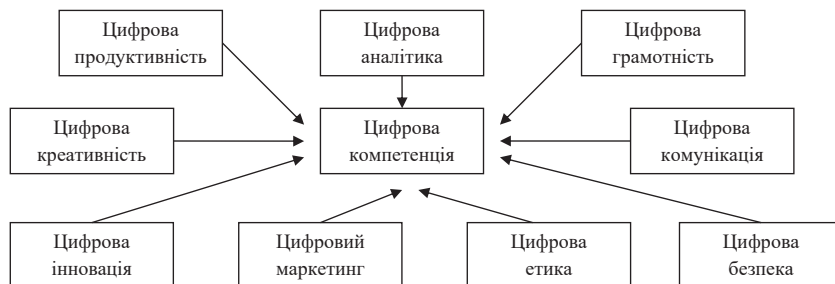 Цифрова
продуктивність
Цифрова
аналітика
Цифрова
грамотність
Цифрова
креативність
Цифрова
компетенція
Цифрова
комунікація
Цифрова
інновація
Цифровий
маркетинг
Цифрова
етика
Цифрова
безпека